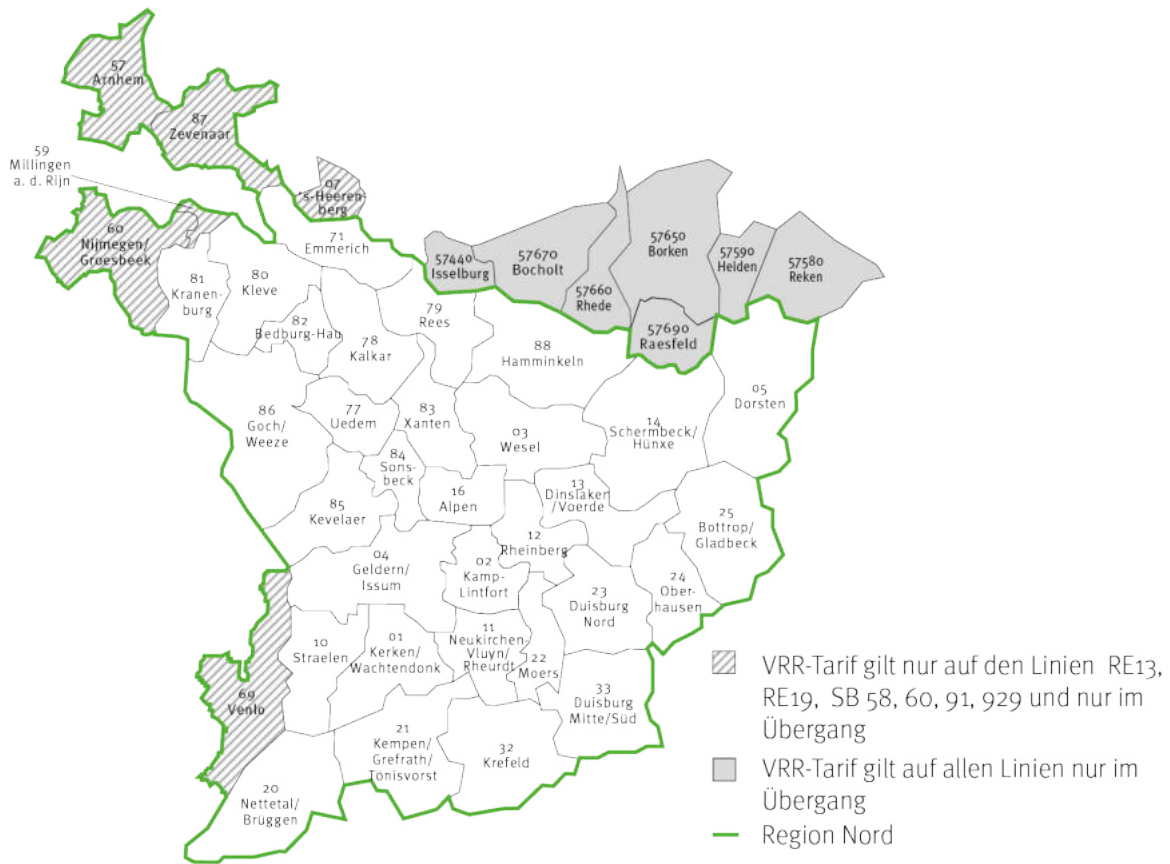 57
Arnhem
87
Zevenaar
59
Millingen
a. d. Rijn
07
's-Heeren-
berg
60
Nijmegen/
Groesbeek
71
Emmerich
57440
Isselburg
57670
Bocholt
57660
Rhede
57650
Borken
57590
Heiden
57580
Reken
57690
Raesfeld
81
Kranen-
burg
80
Kleve
82
Bedburg-Hau
78
Kalkar
79
Rees
88
Hamminkeln
05
Dorsten
86
Goch/
Weeze
77
Uedem
83
Xanten
03
Wesel
14
Schermbeck/
Hünxe
84
Sons-
beck
85
Kevelaer
16
Alpen
13
Dinslaken
/Voerde
25
Bottrop/
Gladbeck
12
Rheinberg
04
Geldern/
Issum
02
Kamp-
Lintfort
23
Duisburg
Nord
24
Ober-
hausen
10
Straelen
01
Kerken/
Wachtendonk
11
Neukirchen-
Vluyn/
Rheurdt
22
Moers
33
Duisburg
Mitte/Süd
69
Venlo
21
Kempen/
Grefrath/
Tönisvorst
32
Krefeld
20
Nettetal/
Brüggen
VRR-Tarif gilt nur auf den Linien RE13,
RE19, SB 58, 60, 91, 929 und nur im
Übergang
VRR-Tarif gilt auf allen Linien nur im
Übergang
Region Nord